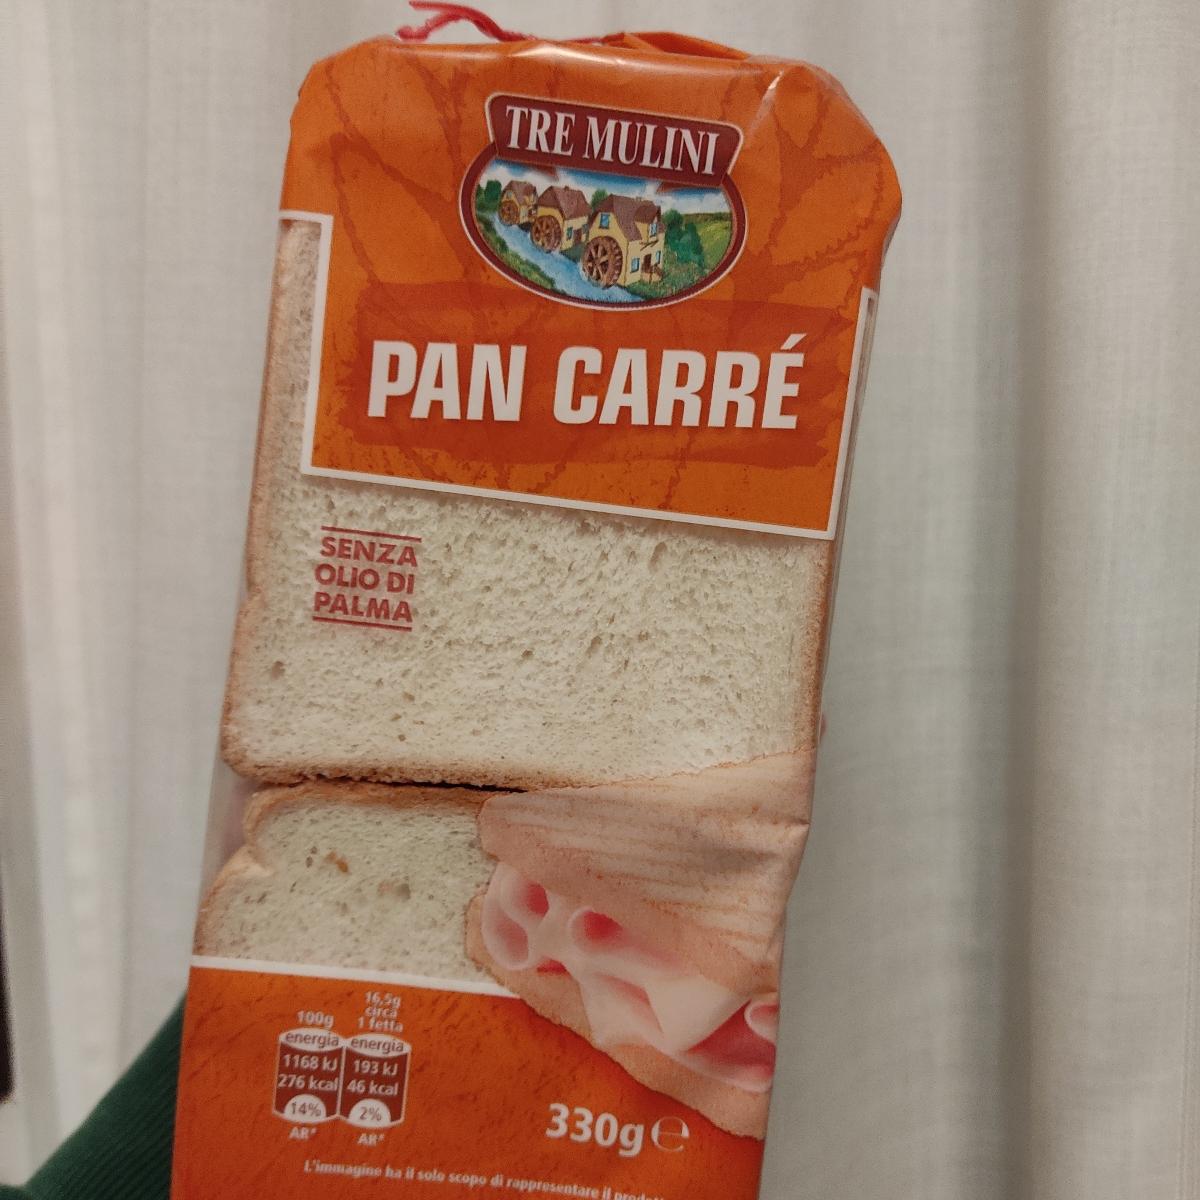 TRE MULINI
PAN CARRÉ
SENZA
OLIO DI
PALMA
100g
16,5g
circa
1 fetta
energia
energia
1168 kJ
193 kJ
276 kcal
46 kcal
14%
2%
AR*
AR*
330g ℮
L'immagine ha il solo scopo di rappresentare il